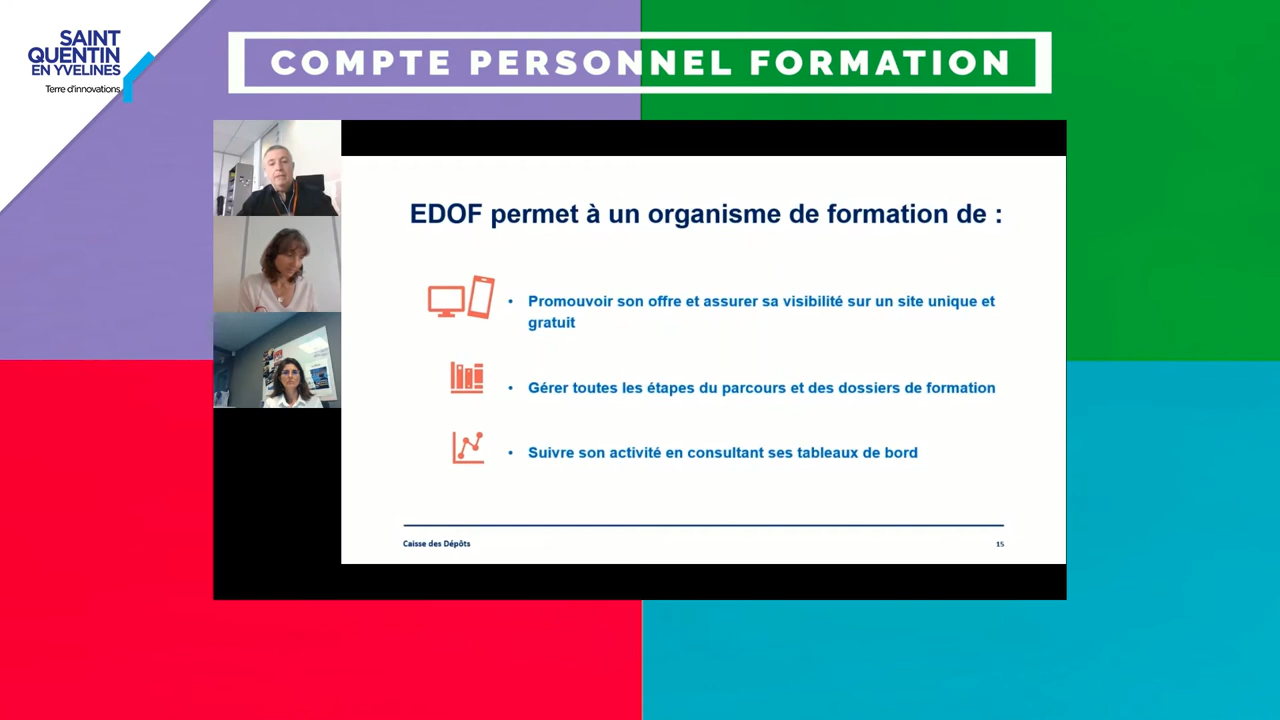 SAINT
QUENTIN
EN YVELINES
Terre d'innovations
COMPTE PERSONNEL FORMATION
EDOF permet à un organisme de formation de :
• Promouvoir son offre et assurer sa visibilité sur un site unique et
gratuit
• Gérer toutes les étapes du parcours et des dossiers de formation
• Suivre son activité en consultant ses tableaux de bord
Caisse des Dépôts
15